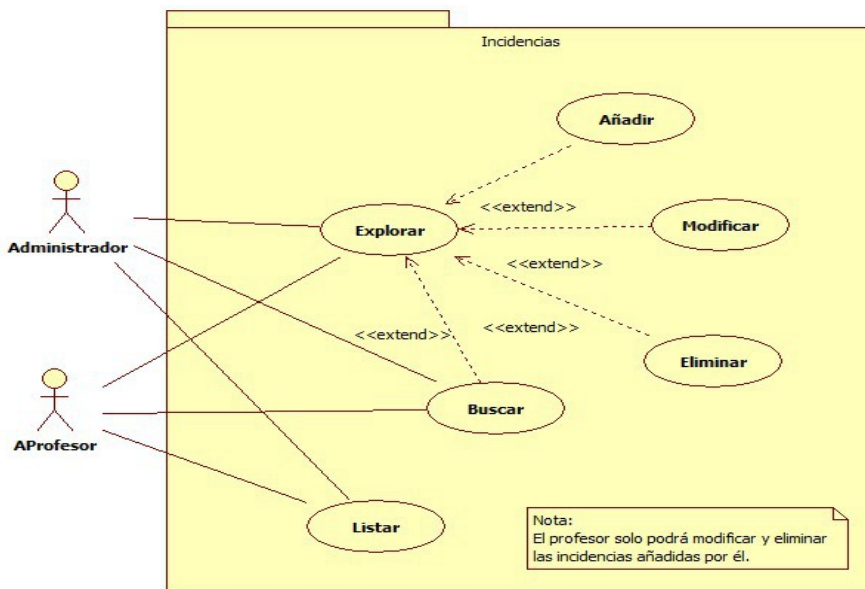 Incidencias
Añadir
<<extend>>
Modificar
Explorar
Administrador
<<extend>>
<<extend>>
<<extend>>
Eliminar
Buscar
AProfesor
Listar
Nota:
El profesor solo podrá modificar y eliminar
las incidencias añadidas por él.